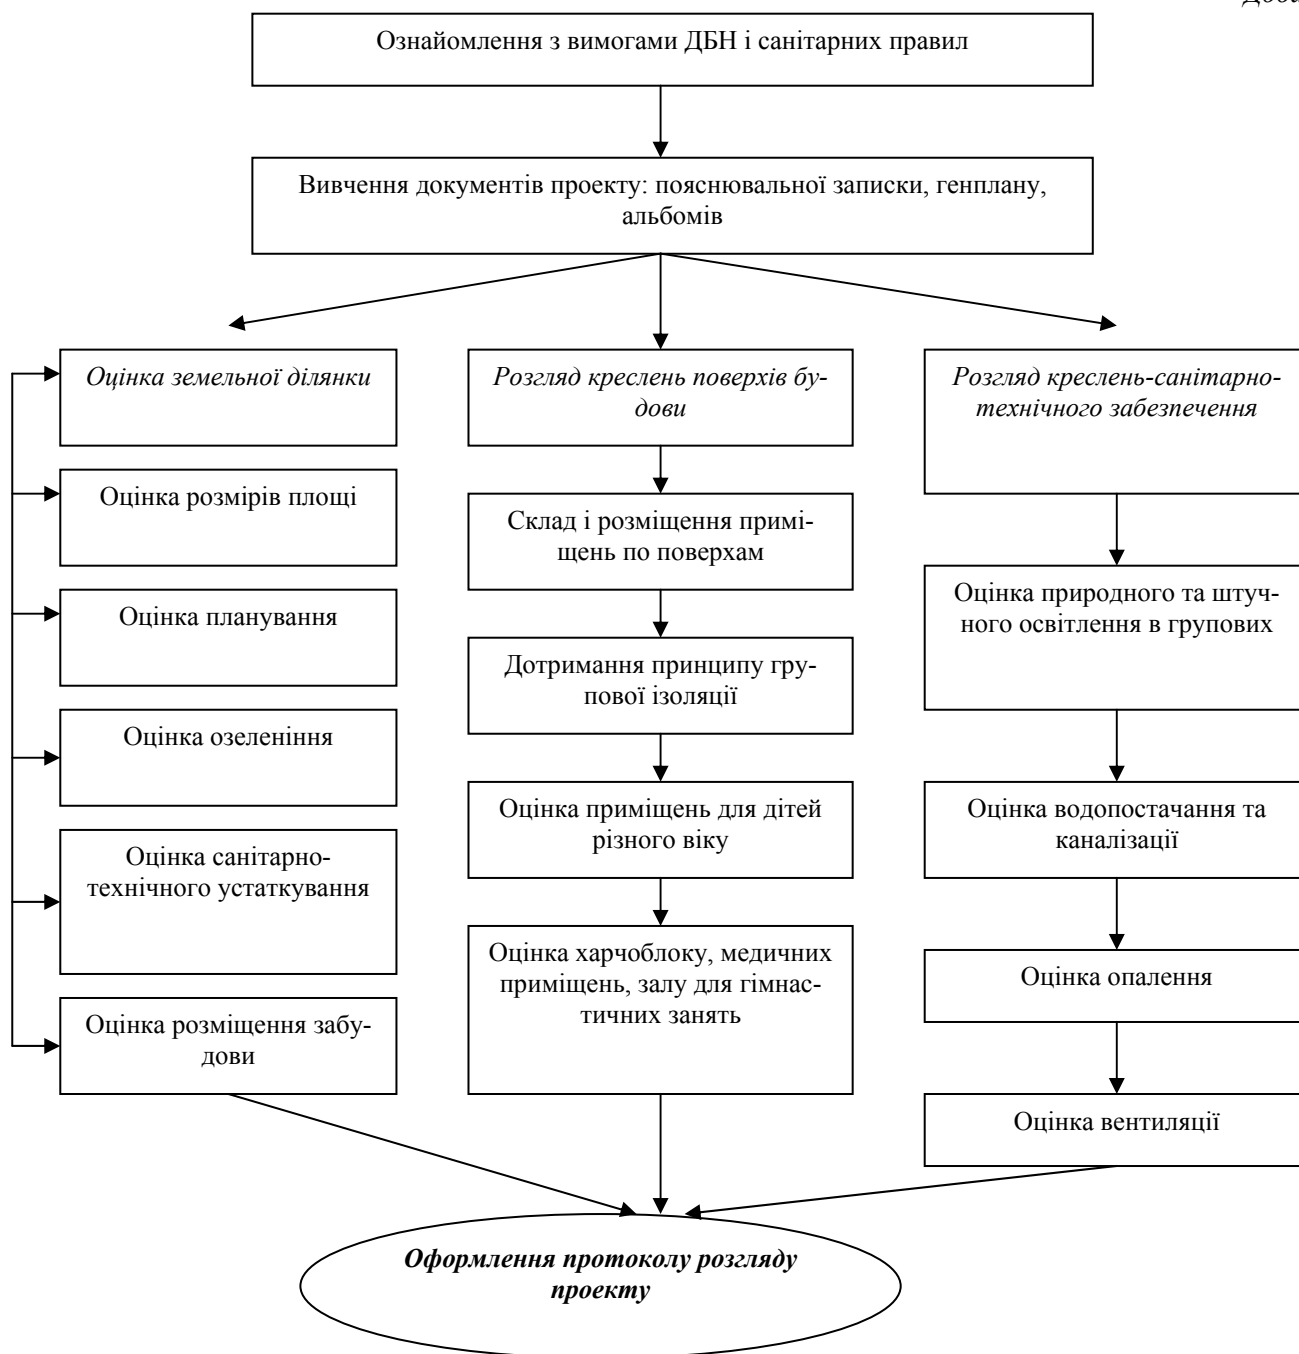 Ознайомлення з вимогами ДБН і санітарних правил
Вивчення документів проекту: пояснювальної записки, генплану,
альбомів
Оцінка земельної ділянки
Оцінка розмірів площі
Оцінка планування
Оцінка озеленіння
Оцінка санітарно-
технічного устаткування
Оцінка розміщення забу-
дови
Розгляд креслень поверхів бу-
дови
Склад і розміщення примі-
щень по поверхам
Дотримання принципу гру-
пової ізоляції
Оцінка приміщень для дітей
різного віку
Оцінка харчоблоку, медичних
приміщень, залу для гімнас-
тичних занять
Розгляд креслень-санітарно-
технічного забезпечення
Оцінка природного та штуч-
ного освітлення в групових
Оцінка водопостачання та
каналізації
Оцінка опалення
Оцінка вентиляції
Оформлення протоколу розгляду
проекту